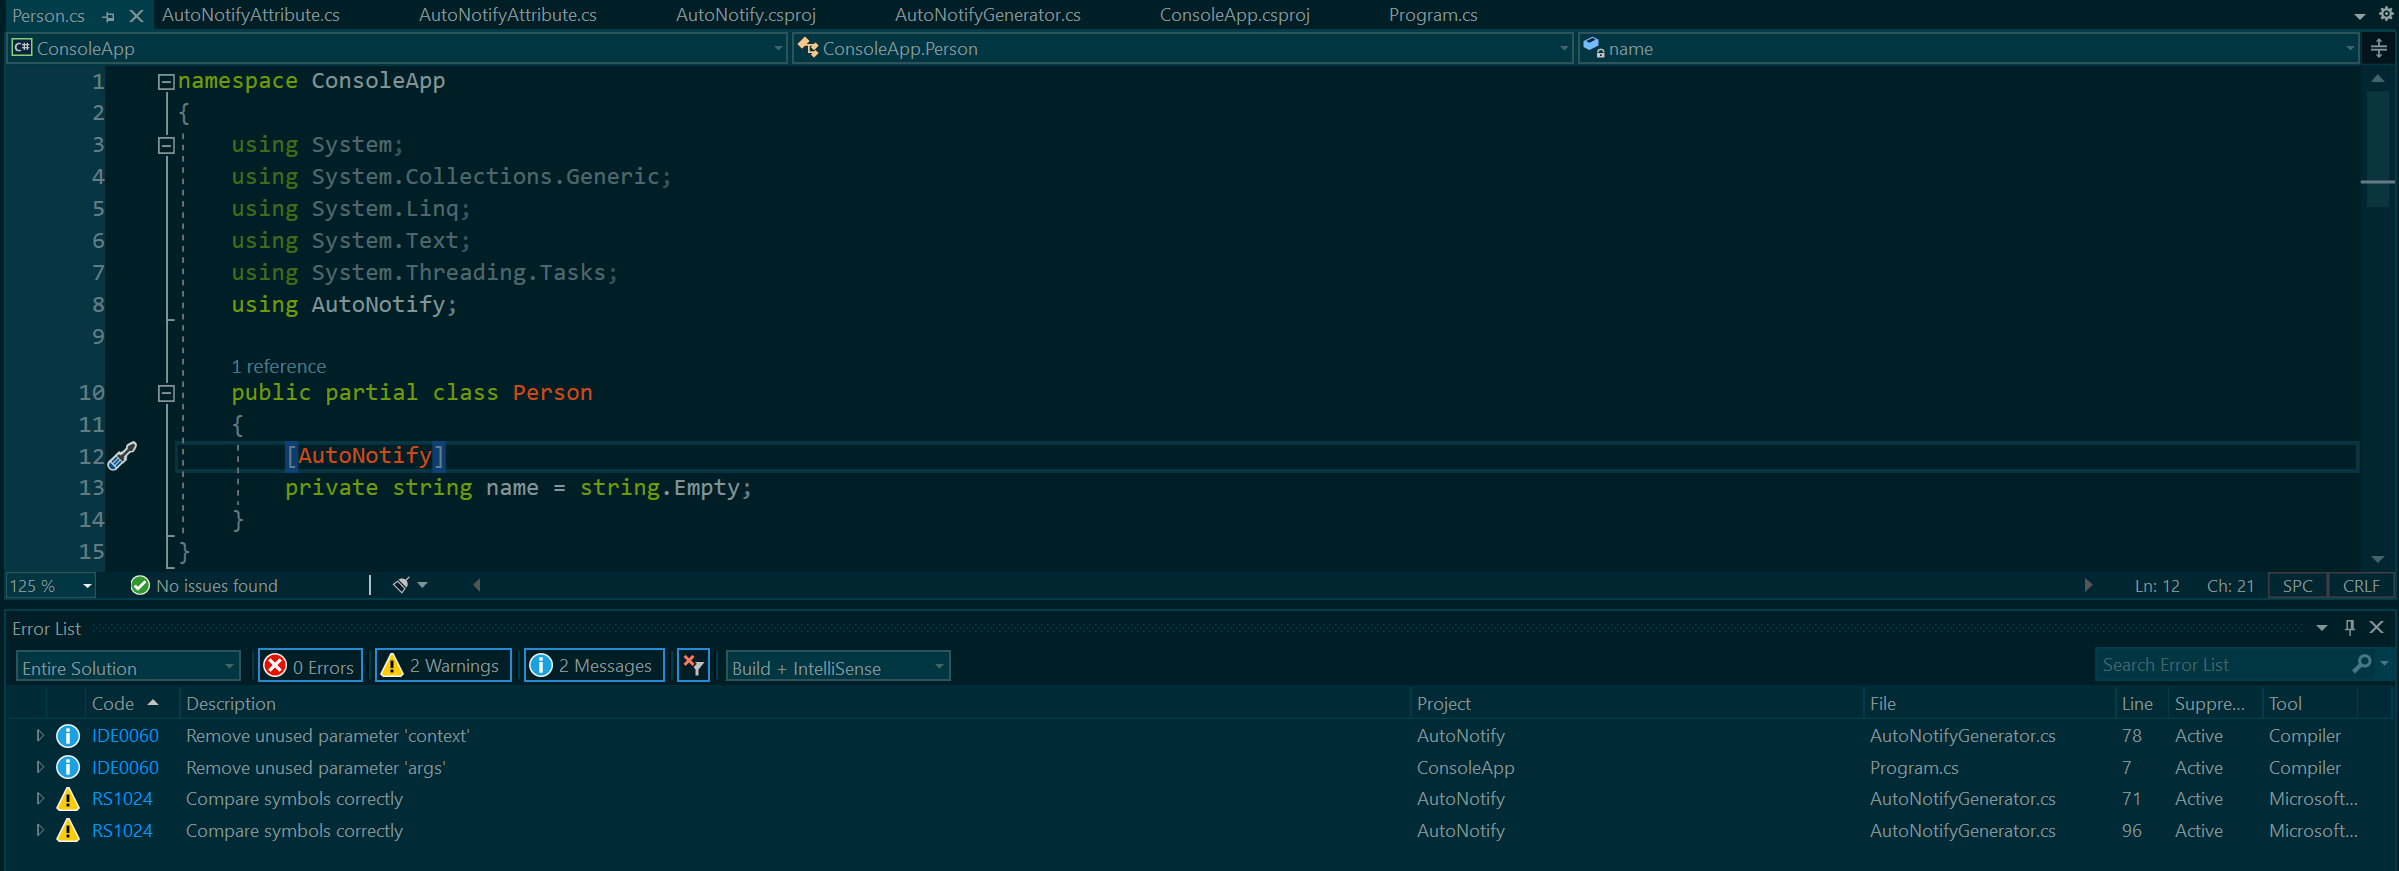 Person.cs AutoNotifyAttribute.cs AutoNotifyAttribute.cs AutoNotify.csproj AutoNotifyGenerator.cs ConsoleApp.csproj Program.cs
C# ConsoleApp ConsoleApp.Person name
1 namespace ConsoleApp
2 {
3 using System;
4 using System.Collections.Generic;
5 using System.Linq;
6 using System.Text;
7 using System.Threading.Tasks;
8 using AutoNotify;
9
1 reference
10 public partial class Person
11 {
12 [AutoNotify]
13 private string name = string.Empty;
14 }
15 }
125 % No issues found Ln: 12 Ch: 21 SPC CRLF
Error List
Entire Solution 0 Errors 2 Warnings 2 Messages Build + IntelliSense Search Error List
Code Description Project File Line Suppre... Tool
IDE0060 Remove unused parameter 'context' AutoNotify AutoNotifyGenerator.cs 78 Active Compiler
IDE0060 Remove unused parameter 'args' ConsoleApp Program.cs 7 Active Compiler
RS1024 Compare symbols correctly AutoNotify AutoNotifyGenerator.cs 71 Active Microsoft...
RS1024 Compare symbols correctly AutoNotify AutoNotifyGenerator.cs 96 Active Microsoft...